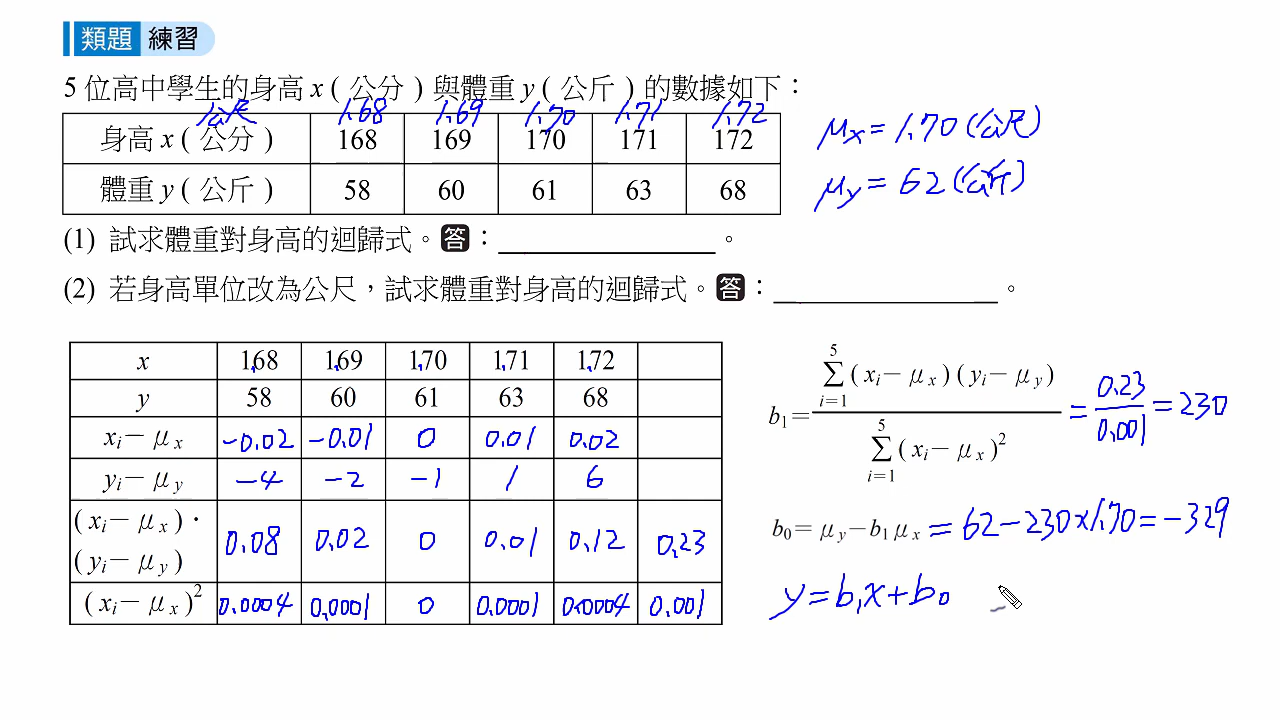 類題 練習
5 位高中學生的身高 x ( 公分 ) 與體重 y ( 公斤 ) 的數據如下：
公尺 1.68 1.69 1.70 1.71 1.72
身高 x ( 公分 ) 168 169 170 171 172
體重 y ( 公斤 ) 58 60 61 63 68
μx = 1.70 (公尺)
μy = 62 (公斤)
(1) 試求體重對身高的迴歸式。答：＿＿＿＿＿＿＿＿。
(2) 若身高單位改為公尺，試求體重對身高的迴歸式。答：＿＿＿＿＿＿＿＿。
x 1.68 1.69 1.70 1.71 1.72
y 58 60 61 63 68
xi − μx −0.02 −0.01 0 0.01 0.02
yi − μy −4 −2 −1 1 6
( xi − μx ) · ( yi − μy ) 0.08 0.02 0 0.01 0.12 0.23
( xi − μx )² 0.0004 0.0001 0 0.0001 0.0004 0.001
b1 = 5 Σ i=1 ( xi − μx ) ( yi − μy ) / 5 Σ i=1 ( xi − μx )² = 0.23 / 0.001 = 230
b0 = μy − b1 μx = 62 − 230 × 1.70 = −329
y = b1x + b0